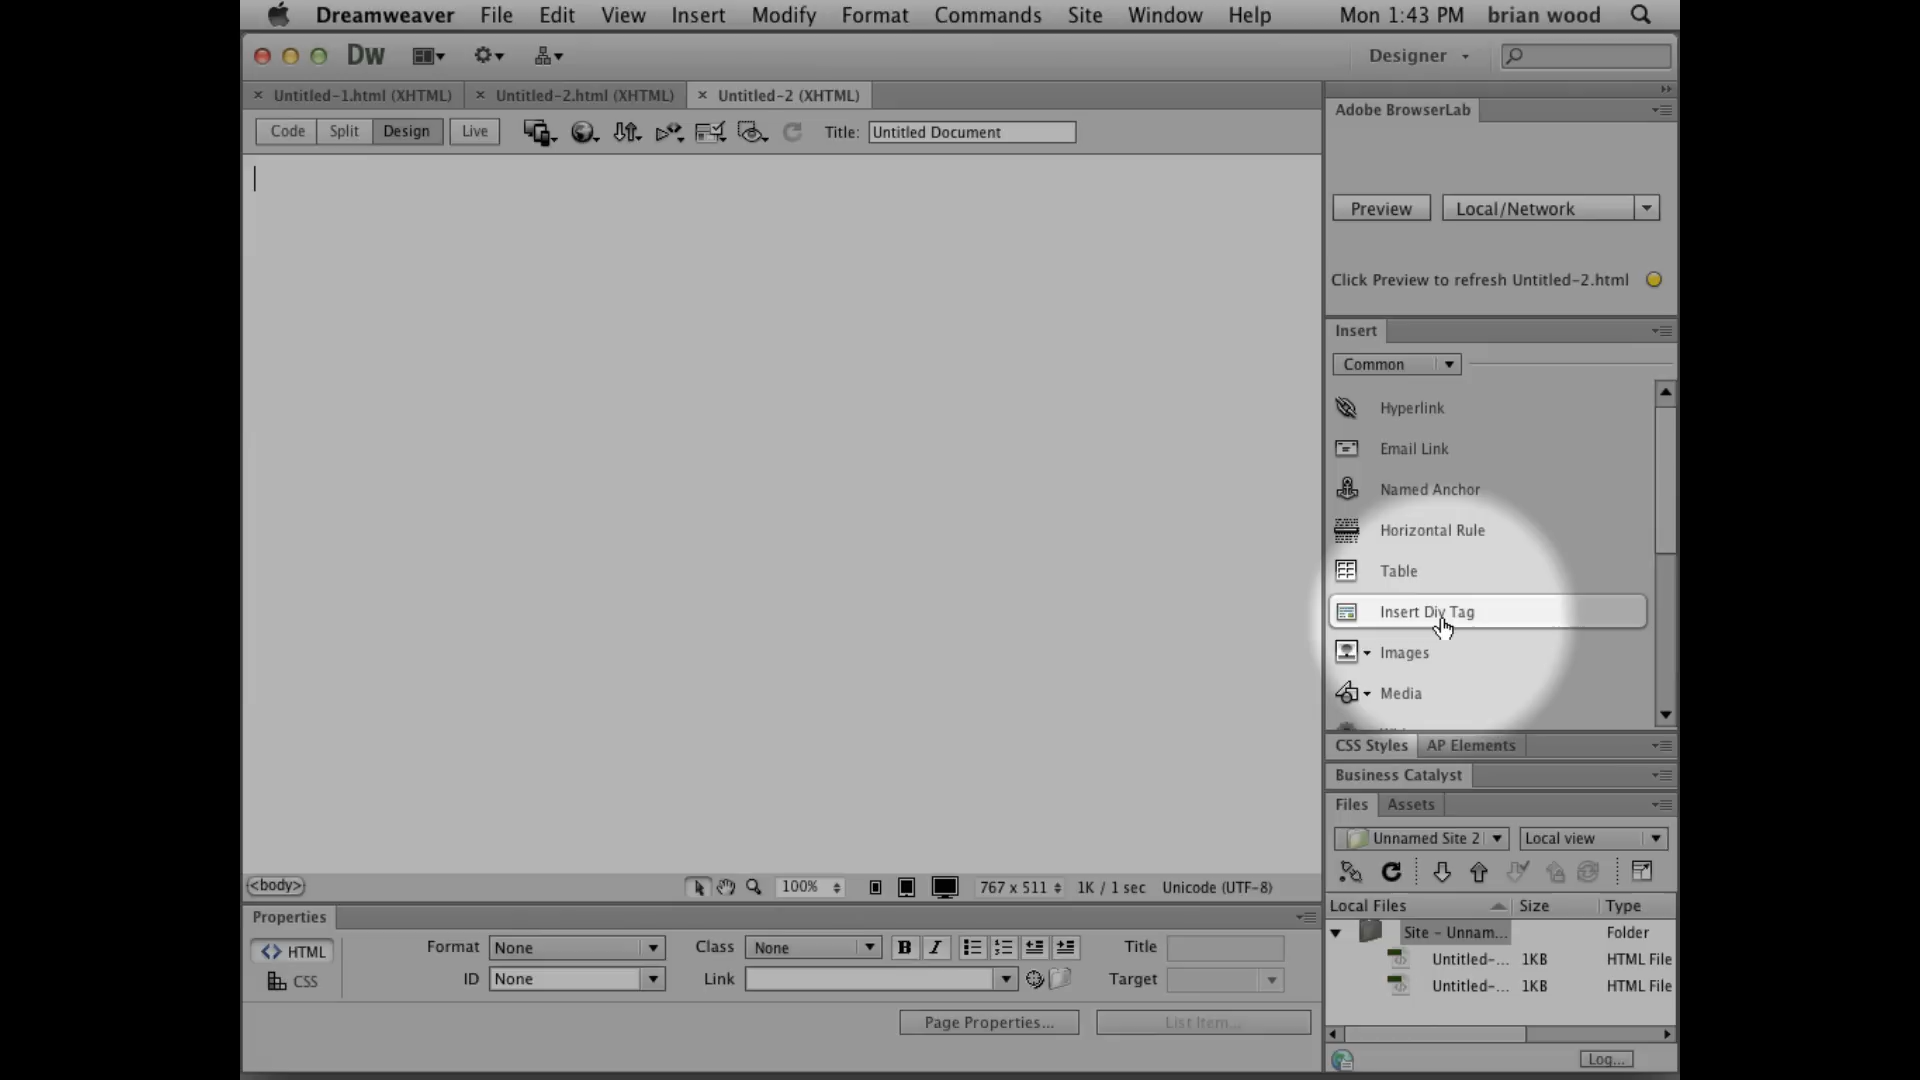 Dreamweaver File Edit View Insert Modify Format Commands Site Window Help Mon 1:43 PM brian wood
Dw Designer
Untitled-1.html (XHTML) Untitled-2.html (XHTML) Untitled-2 (XHTML)
Code Split Design Live Title: Untitled Document
Adobe BrowserLab
Preview Local/Network
Click Preview to refresh Untitled-2.html
Insert
Common
Hyperlink
Email Link
Named Anchor
Horizontal Rule
Table
Insert Div Tag
Images
Media
CSS Styles AP Elements
Business Catalyst
Files Assets
Unnamed Site 2 Local view
Local Files Size Type
Site - Unnam... Folder
Untitled-... 1KB HTML File
Untitled-... 1KB HTML File
Log...
<body> 100% 767 x 511 1K / 1 sec Unicode (UTF-8)
Properties
HTML Format None Class None B I Title
CSS ID None Link Target
Page Properties... List Item...